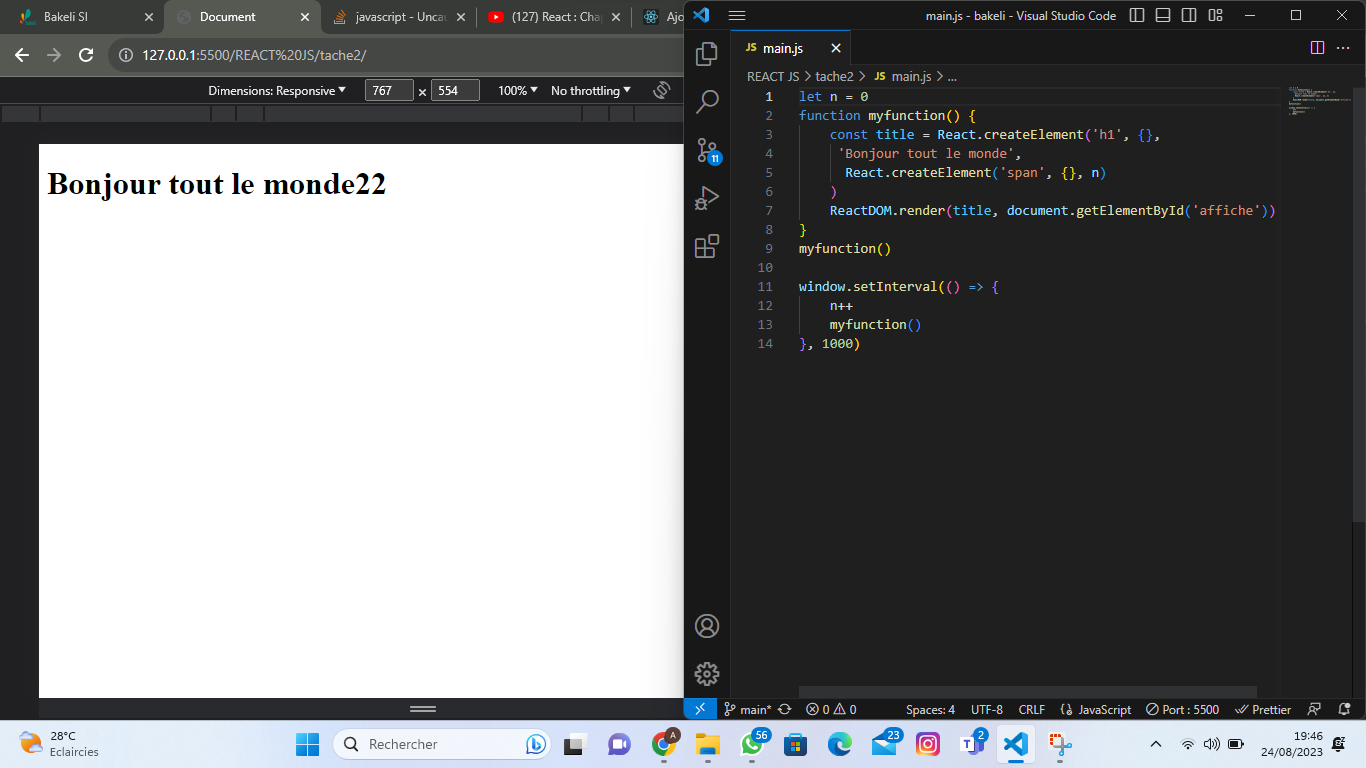 Bakeli SI
Document
javascript - Uncau
(127) React : Cha
Ajo
127.0.0.1:5500/REACT%20JS/tache2/
Dimensions: Responsive 767 x 554 100% No throttling
Bonjour tout le monde22
main.js - bakeli - Visual Studio Code
JS main.js
REACT JS > tache2 > JS main.js > ...
1 let n = 0
2 function myfunction() {
3 const title = React.createElement('h1', {},
4 'Bonjour tout le monde',
5 React.createElement('span', {}, n)
6 )
7 ReactDOM.render(title, document.getElementById('affiche'))
8 }
9 myfunction()
10
11 window.setInterval(() => {
12 n++
13 myfunction()
14 }, 1000)
11
main* 0 0 Spaces: 4 UTF-8 CRLF JavaScript Port : 5500 Prettier
28°C
Eclaircies
Rechercher
A
56
23
2
19:46
24/08/2023